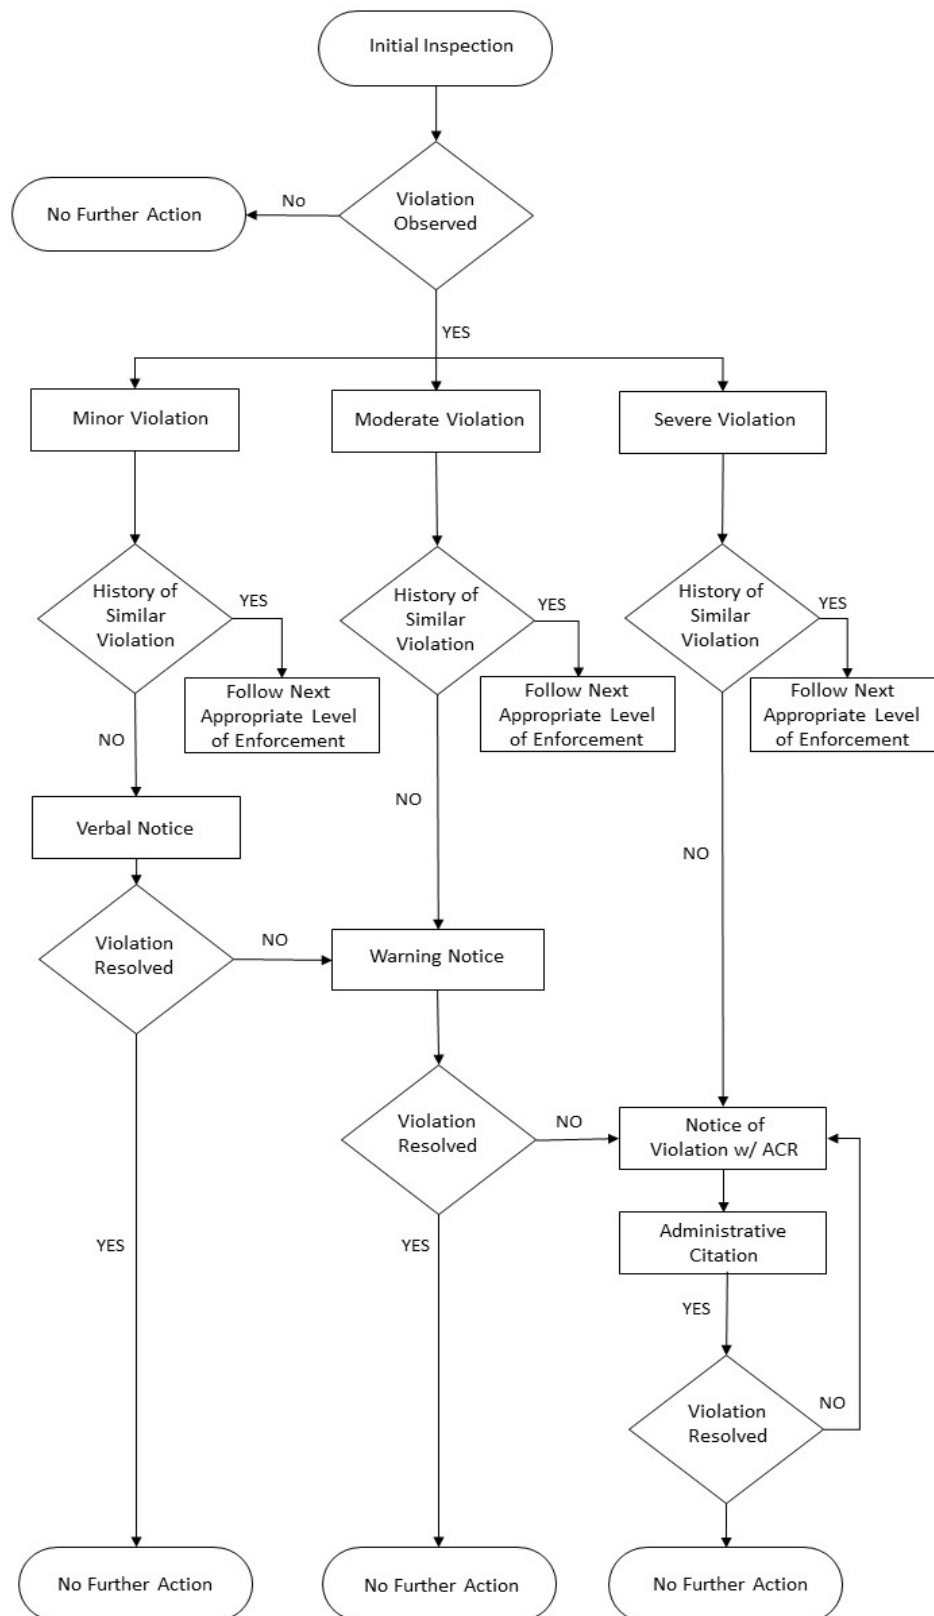 Initial Inspection
Violation
Observed
No
No Further Action
YES
Minor Violation
Moderate Violation
Severe Violation
History of
Similar
Violation
YES
History of
Similar
Violation
YES
History of
Similar
Violation
YES
Follow Next
Appropriate Level
of Enforcement
Follow Next
Appropriate Level
of Enforcement
Follow Next
Appropriate Level
of Enforcement
NO
NO
NO
Verbal Notice
Violation
Resolved
NO
Warning Notice
Violation
Resolved
NO
Notice of
Violation w/ ACR
YES
YES
Administrative
Citation
YES
Violation
Resolved
NO
No Further Action
No Further Action
No Further Action